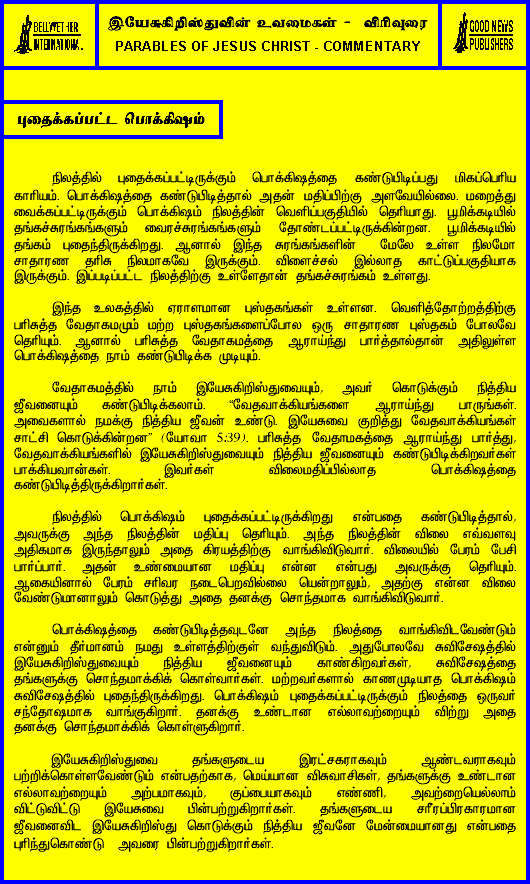 BELLWETHER
INTERNATIONAL
இயேசுகிறிஸ்துவின் உவமைகள் - விரிவுரை
PARABLES OF JESUS CHRIST - COMMENTARY
GOOD NEWS
PUBLISHERS
புதைக்கப்பட்ட பொக்கிஷம்
நிலத்தில் புதைக்கப்பட்டிருக்கும் பொக்கிஷத்தை கண்டுபிடிப்பது மிகப்பெரிய
காரியம். பொக்கிஷத்தை கண்டுபிடித்தால் அதன் மதிப்பிற்கு அளவேயில்லை. மறைத்து
வைக்கப்பட்டிருக்கும் பொக்கிஷம் நிலத்தின் வெளிப்பகுதியில் தெரியாது. பூமிக்கடியில்
தங்கச்சுரங்கங்களும் வைரச்சுரங்கங்களும் தோண்டப்பட்டிருக்கின்றன. பூமிக்கடியில்
தங்கம் புதைந்திருக்கிறது. ஆனால் இந்த சுரங்கங்களின் மேலே உள்ள நிலமோ
சாதாரண தரிசு நிலமாகவே இருக்கும். விளைச்சல் இல்லாத காட்டுப்பகுதியாக
இருக்கும். இப்படிப்பட்ட நிலத்திற்கு உள்ளேதான் தங்கச்சுரங்கம் உள்ளது.
இந்த உலகத்தில் ஏராளமான புஸ்தகங்கள் உள்ளன. வெளித்தோற்றத்திற்கு
பரிசுத்த வேதாகமமும் மற்ற புஸ்தகங்களைப்போல ஒரு சாதாரண புஸ்தகம் போலவே
தெரியும். ஆனால் பரிசுத்த வேதாகமத்தை ஆராய்ந்து பார்த்தால்தான் அதிலுள்ள
பொக்கிஷத்தை நாம் கண்டுபிடிக்க முடியும்.
வேதாகமத்தில் நாம் இயேசுகிறிஸ்துவையும், அவர் கொடுக்கும் நித்திய
ஜீவனையும் கண்டுபிடிக்கலாம். “வேதவாக்கியங்களை ஆராய்ந்து பாருங்கள்.
அவைகளால் நமக்கு நித்திய ஜீவன் உண்டு. இயேசுவை குறித்து வேதவாக்கியங்கள்
சாட்சி கொடுக்கின்றன” (யோவா 5:39). பரிசுத்த வேதாமகத்தை ஆராய்ந்து பார்த்து,
வேதவாக்கியங்களில் இயேசுகிறிஸ்துவையும் நித்திய ஜீவனையும் கண்டுபிடிக்கிறவர்கள்
பாக்கியவான்கள். இவர்கள் விலைமதிப்பில்லாத பொக்கிஷத்தை
கண்டுபிடித்திருக்கிறார்கள்.
நிலத்தில் பொக்கிஷம் புதைக்கப்பட்டிருக்கிறது என்பதை கண்டுபிடித்தால்,
அவருக்கு அந்த நிலத்தின் மதிப்பு தெரியும். அந்த நிலத்தின் விலை எவ்வளவு
அதிகமாக இருந்தாலும் அதை கிரயத்திற்கு வாங்கிவிடுவார். விலையில் பேரம் பேசி
பார்ப்பார். அதன் உண்மையான மதிப்பு என்ன என்பது அவருக்கு தெரியும்.
ஆகையினால் பேரம் சரிவர நடைபெறவில்லை யென்றாலும், அதற்கு என்ன விலை
வேண்டுமானாலும் கொடுத்து அதை தனக்கு சொந்தமாக வாங்கிவிடுவார்.
பொக்கிஷத்தை கண்டுபிடித்தவுடனே அந்த நிலத்தை வாங்கிவிடவேண்டும்
என்னும் தீர்மானம் நமது உள்ளத்திற்குள் வந்துவிடும். அதுபோலவே சுவிசேஷத்தில்
இயேசுகிறிஸ்துவையும் நித்திய ஜீவனையும் காண்கிறவர்கள், சுவிசேஷத்தை
தங்களுக்கு சொந்தமாக்கிக் கொள்வார்கள். மற்றவர்களால் காணமுடியாத பொக்கிஷம்
சுவிசேஷத்தில் புதைந்திருக்கிறது. பொக்கிஷம் புதைக்கப்பட்டிருக்கும் நிலத்தை ஒருவர்
சந்தோஷமாக வாங்குகிறார். தனக்கு உண்டான எல்லாவற்றையும் விற்று அதை
தனக்கு சொந்தமாக்கிக் கொள்ளுகிறார்.
இயேசுகிறிஸ்துவை தங்களுடைய இரட்சகராகவும் ஆண்டவராகவும்
பற்றிக்கொள்ளவேண்டும் என்பதற்காக, மெய்யான விசுவாசிகள், தங்களுக்கு உண்டான
எல்லாவற்றையும் அற்பமாகவும், குப்பையாகவும் எண்ணி, அவற்றையெல்லாம்
விட்டுவிட்டு இயேசுவை பின்பற்றுகிறார்கள். தங்களுடைய சரீரப்பிரகாரமான
ஜீவனைவிட இயேசுகிறிஸ்து கொடுக்கும் நித்திய ஜீவனே மேன்மையானது என்பதை
புரிந்துகொண்டு அவரை பின்பற்றுகிறார்கள்.